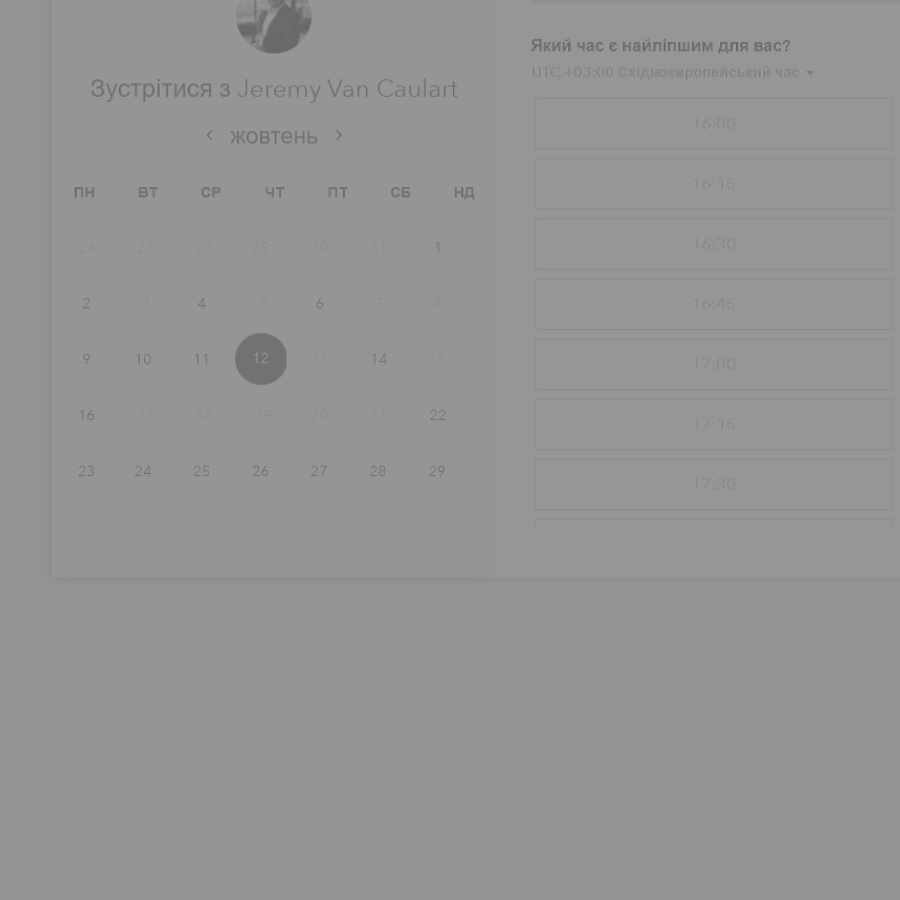 Зустрітися з Jeremy Van Caulart
жовтень
ПН ВТ СР ЧТ ПТ СБ НД
26 27 28 29 30 31 1
2 3 4 5 6 7 8
9 10 11 12 13 14 15
16 17 18 19 20 21 22
23 24 25 26 27 28 29
Який час є найліпшим для вас?
UTC +03:00 Східноєвропейський час
16:00
16:15
16:30
16:45
17:00
17:15
17:30